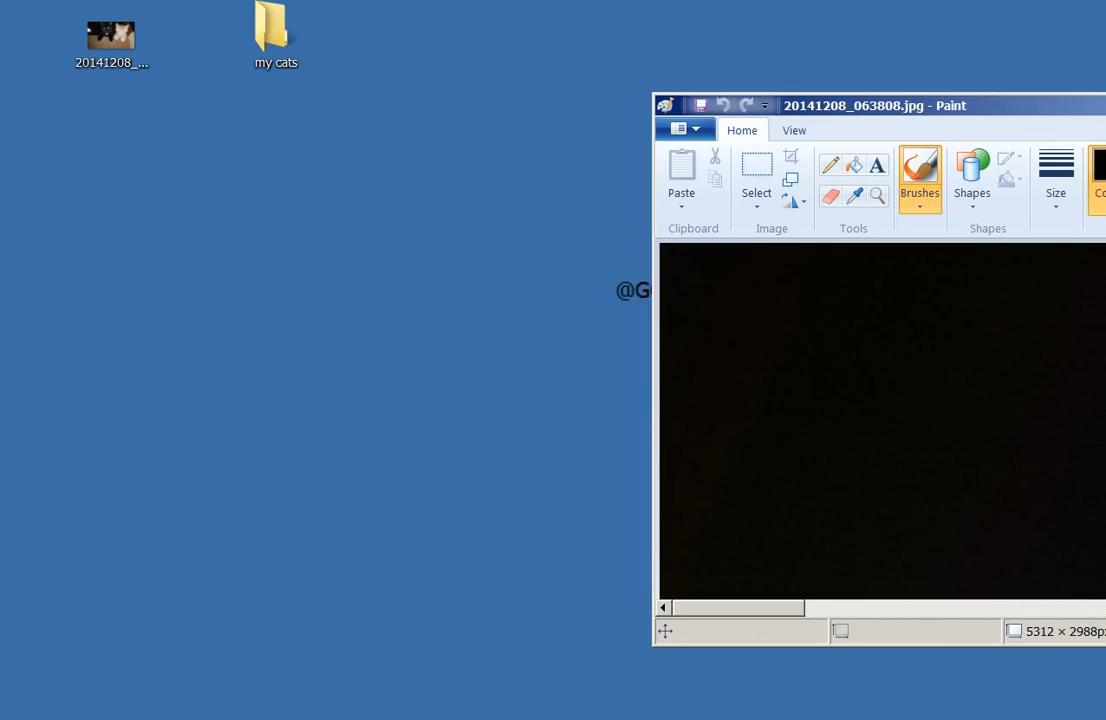 20141208_...
my cats
20141208_063808.jpg - Paint
Home
View
Paste
Select
Brushes
Shapes
Size
Clipboard
Image
Tools
Shapes
@G
5312 × 2988p